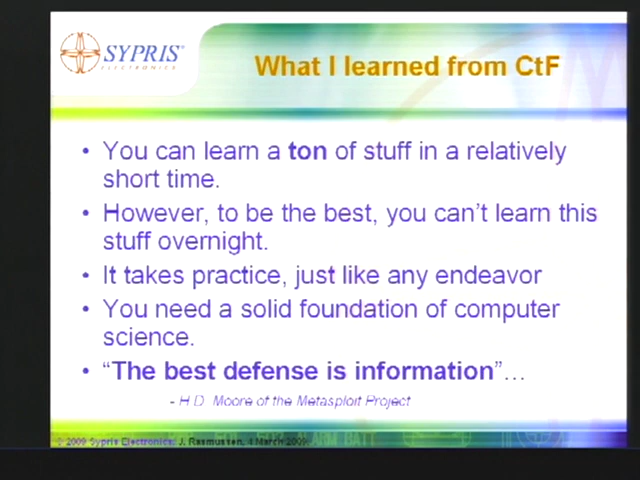 SYPRIS
ELECTRONICS
What I learned from CtF
• You can learn a ton of stuff in a relatively
short time.
• However, to be the best, you can't learn this
stuff overnight.
• It takes practice, just like any endeavor
• You need a solid foundation of computer
science.
• “The best defense is information”…
- H.D. Moore of the Metasploit Project
© 2009 Sypris Electronics; J. Rasmussen, 4 March 2009